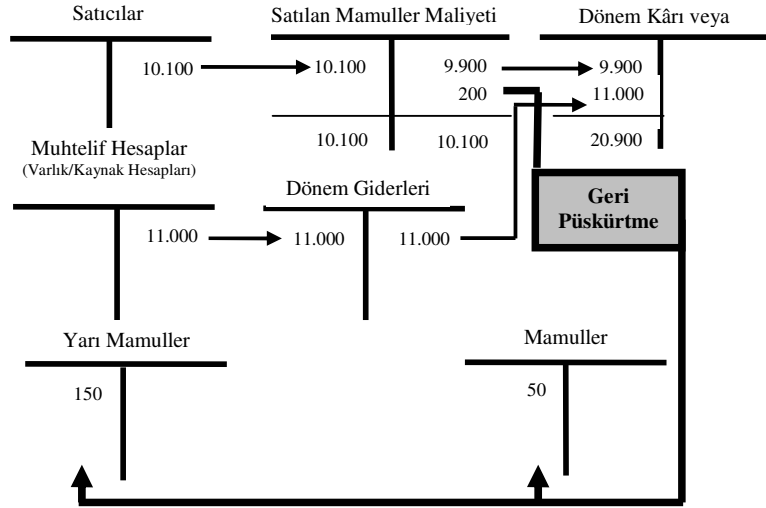 Satıcılar
Satılan Mamuller Maliyeti
Dönem Kârı veya
10.100
10.100
9.900
9.900
200
11.000
10.100
10.100
20.900
Muhtelif Hesaplar
(Varlık/Kaynak Hesapları)
Dönem Giderleri
Geri
Püskürtme
11.000
11.000
11.000
Yarı Mamuller
Mamuller
150
50